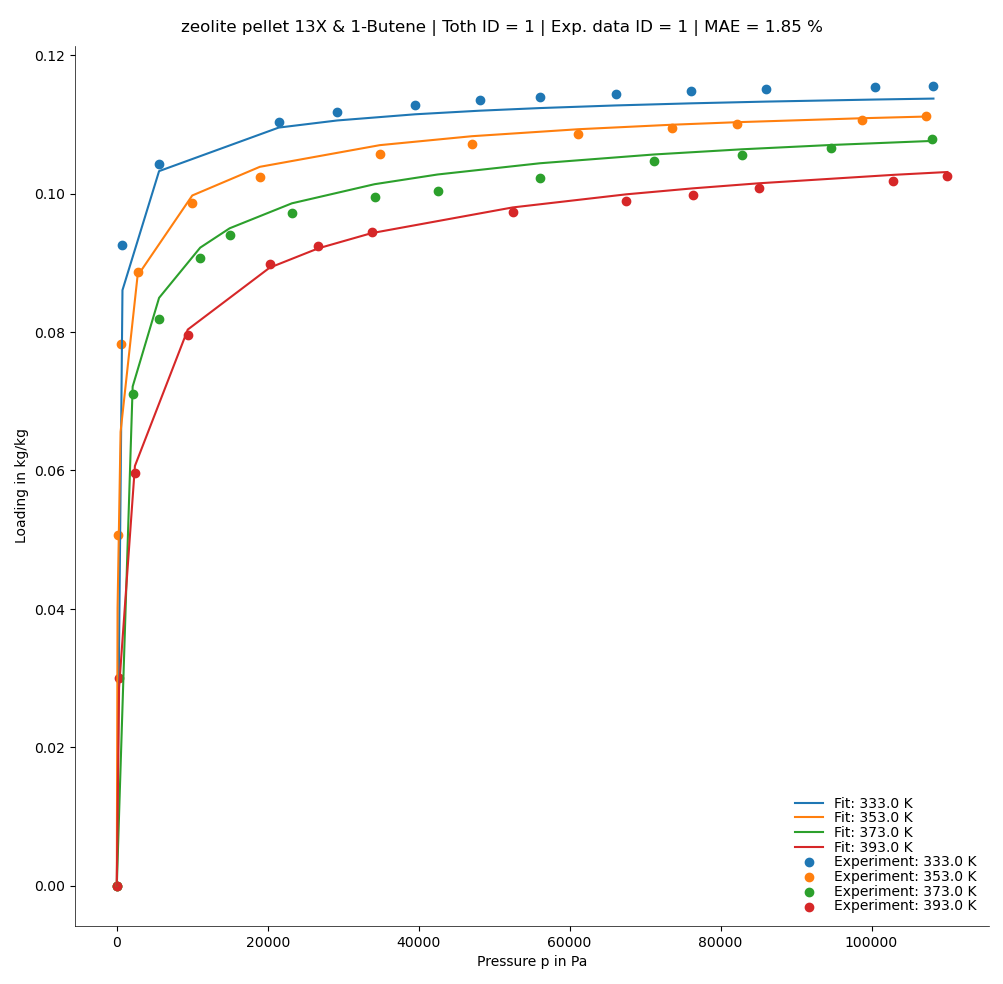 zeolite pellet 13X & 1-Butene | Toth ID = 1 | Exp. data ID = 1 | MAE = 1.85 %
0.12
0.10
0.08
0.06
0.04
0.02
0.00
Loading in kg/kg
Fit: 333.0 K
Fit: 353.0 K
Fit: 373.0 K
Fit: 393.0 K
Experiment: 333.0 K
Experiment: 353.0 K
Experiment: 373.0 K
Experiment: 393.0 K
0 20000 40000 60000 80000 100000
Pressure p in Pa